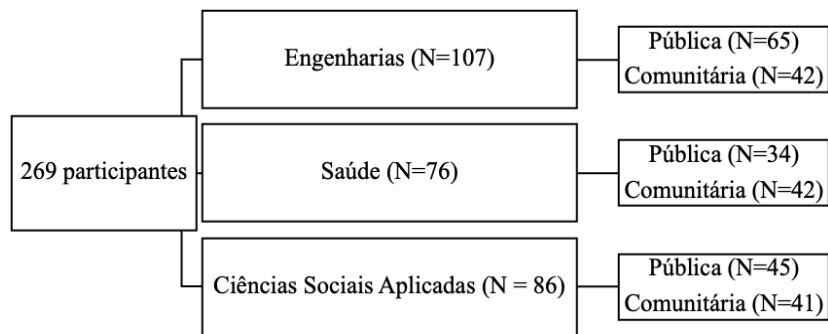 269 participantes
Engenharias (N=107)
Pública (N=65)
Comunitária (N=42)
Saúde (N=76)
Pública (N=34)
Comunitária (N=42)
Ciências Sociais Aplicadas (N = 86)
Pública (N=45)
Comunitária (N=41)